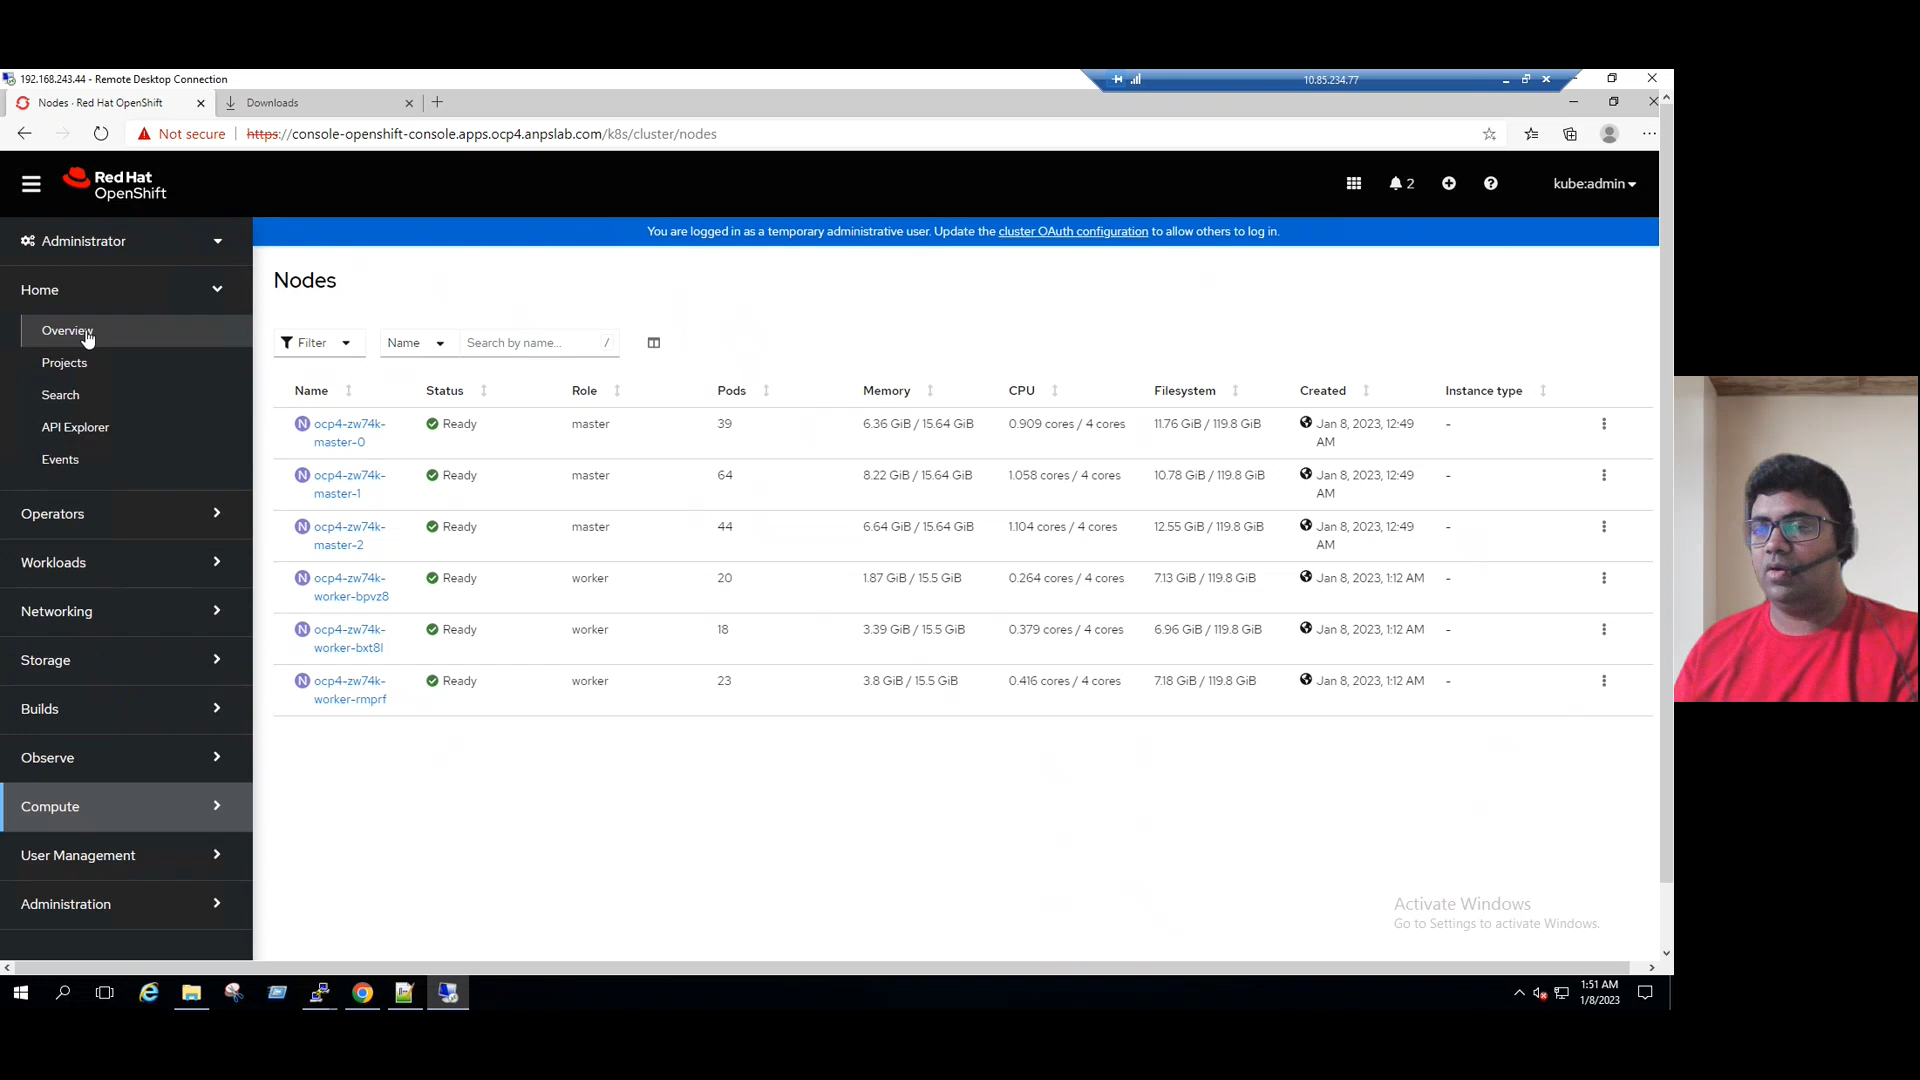 192.168.243.44 - Remote Desktop Connection
10.85.234.77
Nodes · Red Hat OpenShift
Downloads
Not secure
https://console-openshift-console.apps.ocp4.anpslab.com/k8s/cluster/nodes
Red Hat
OpenShift
2
kube:admin
Administrator
You are logged in as a temporary administrative user. Update the cluster OAuth configuration to allow others to log in.
Home
Overview
Projects
Search
API Explorer
Events
Operators
Workloads
Networking
Storage
Builds
Observe
Compute
User Management
Administration
Nodes
Filter
Name
Search by name...
/
Name Status Role Pods Memory CPU Filesystem Created Instance type
N ocp4-zw74k- Ready master 39 6.36 GiB / 15.64 GiB 0.909 cores / 4 cores 11.76 GiB / 119.8 GiB Jan 8, 2023, 12:49 -
master-0 AM
N ocp4-zw74k- Ready master 64 8.22 GiB / 15.64 GiB 1.058 cores / 4 cores 10.78 GiB / 119.8 GiB Jan 8, 2023, 12:49 -
master-1 AM
N ocp4-zw74k- Ready master 44 6.64 GiB / 15.64 GiB 1.104 cores / 4 cores 12.55 GiB / 119.8 GiB Jan 8, 2023, 12:49 -
master-2 AM
N ocp4-zw74k- Ready worker 20 1.87 GiB / 15.5 GiB 0.264 cores / 4 cores 7.13 GiB / 119.8 GiB Jan 8, 2023, 1:12 AM -
worker-bpvz8
N ocp4-zw74k- Ready worker 18 3.39 GiB / 15.5 GiB 0.379 cores / 4 cores 6.96 GiB / 119.8 GiB Jan 8, 2023, 1:12 AM -
worker-bxt8l
N ocp4-zw74k- Ready worker 23 3.8 GiB / 15.5 GiB 0.416 cores / 4 cores 7.18 GiB / 119.8 GiB Jan 8, 2023, 1:12 AM -
worker-rmprf
Activate Windows
Go to Settings to activate Windows.
1:51 AM
1/8/2023